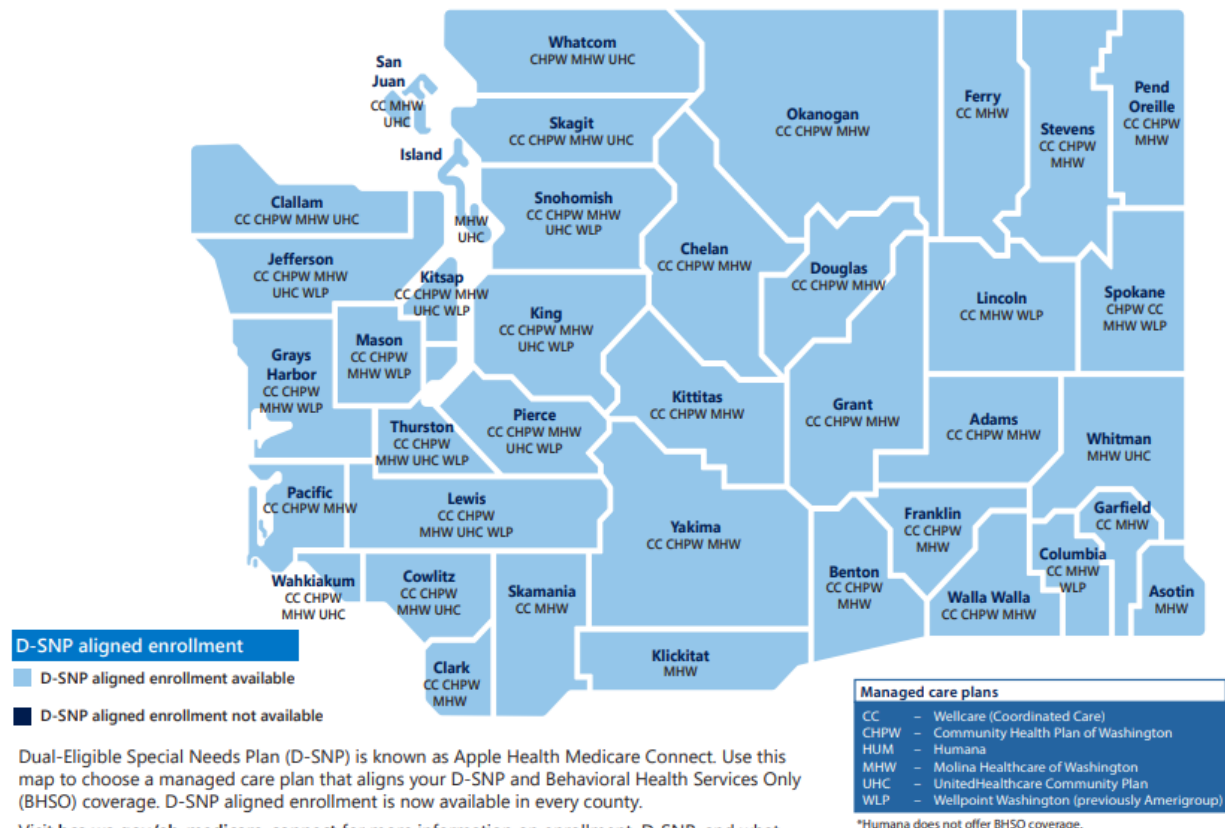 Whatcom
CHPW MHW UHC
San
Juan
CC MHW
UHC
Skagit
CC CHPW MHW UHC
Island
MHW
UHC
Okanogan
CC CHPW MHW
Ferry
CC MHW
Stevens
CC CHPW
MHW
Pend
Oreille
CC CHPW
MHW
Clallam
CC CHPW MHW UHC
Snohomish
CC CHPW MHW
UHC WLP
Jefferson
CC CHPW MHW
UHC WLP
Kitsap
CC CHPW MHW
UHC WLP
Chelan
CC CHPW MHW
Douglas
CC CHPW MHW
Lincoln
CC MHW WLP
Spokane
CHPW CC
MHW WLP
King
CC CHPW MHW
UHC WLP
Mason
CC CHPW
MHW WLP
Grays
Harbor
CC CHPW
MHW WLP
Kittitas
CC CHPW MHW
Grant
CC CHPW MHW
Adams
CC CHPW MHW
Whitman
MHW UHC
Thurston
CC CHPW
MHW UHC WLP
Pierce
CC CHPW MHW
UHC WLP
Pacific
CC CHPW MHW
Lewis
CC CHPW
MHW UHC WLP
Yakima
CC CHPW MHW
Franklin
CC CHPW
MHW
Garfield
CC MHW
Columbia
CC MHW
WLP
Asotin
MHW
Benton
CC CHPW
MHW
Walla Walla
CC CHPW MHW
Wahkiakum
CC CHPW
MHW UHC
Cowlitz
CC CHPW
MHW UHC
Skamania
CC MHW
Clark
CC CHPW
MHW
Klickitat
MHW
D-SNP aligned enrollment
D-SNP aligned enrollment available
D-SNP aligned enrollment not available
Dual-Eligible Special Needs Plan (D-SNP) is known as Apple Health Medicare Connect. Use this
map to choose a managed care plan that aligns your D-SNP and Behavioral Health Services Only
(BHSO) coverage. D-SNP aligned enrollment is now available in every county.
Managed care plans
CC – Wellcare (Coordinated Care)
CHPW – Community Health Plan of Washington
HUM – Humana
MHW – Molina Healthcare of Washington
UHC – UnitedHealthcare Community Plan
WLP – Wellpoint Washington (previously Amerigroup)
*Humana does not offer BHSO coverage.